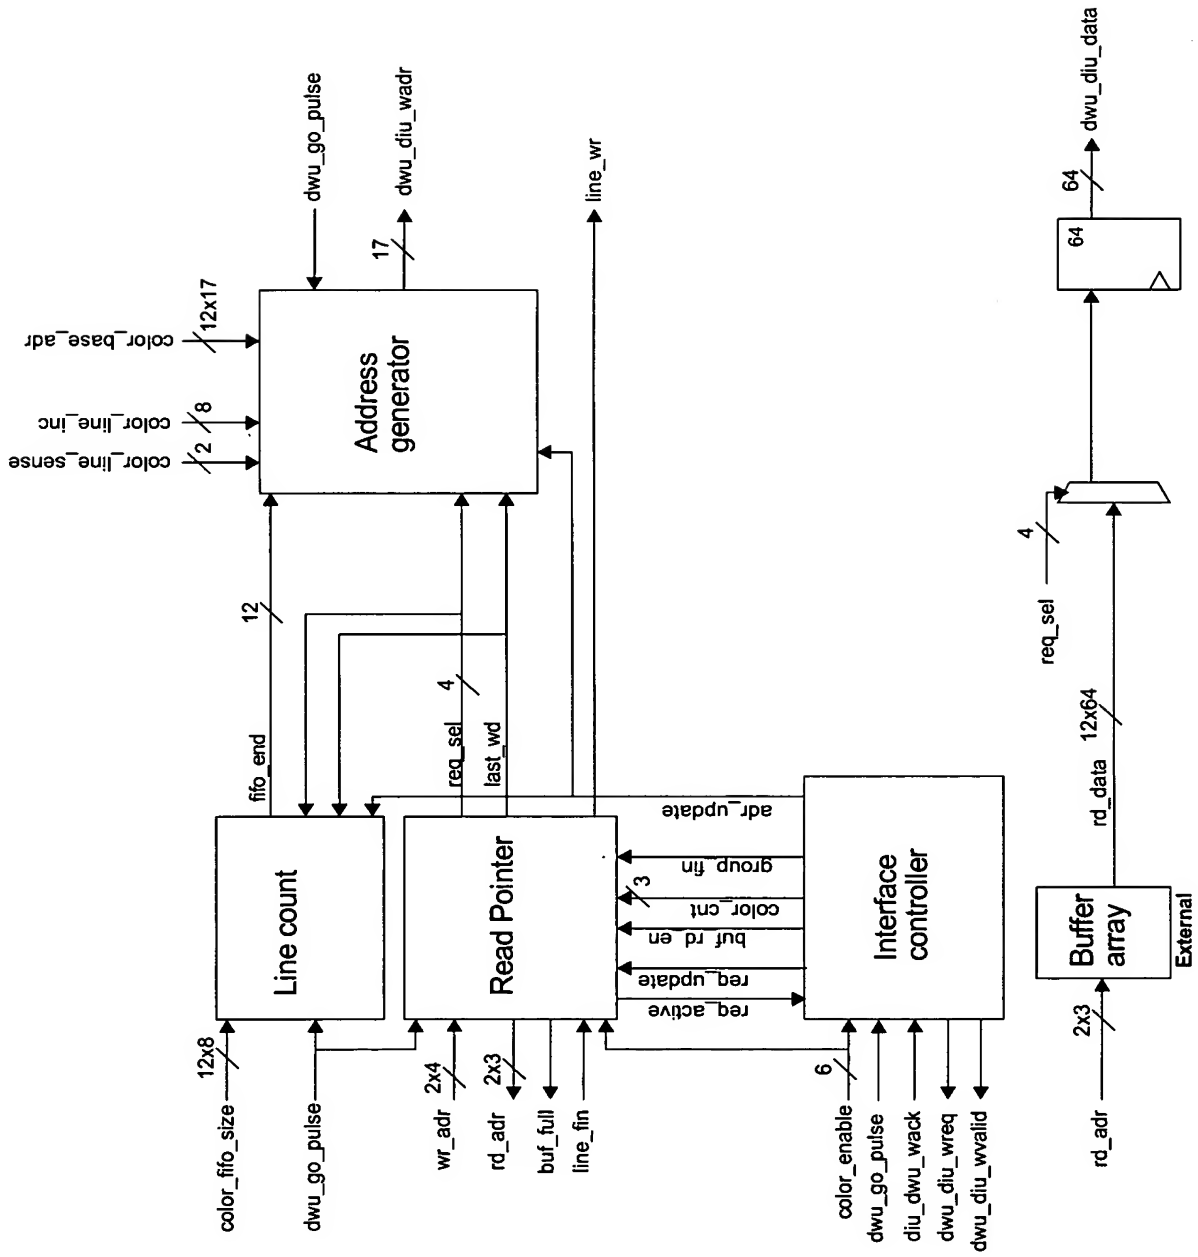 dwu_go_pulse
dwu_diu_wadr
17
line_wr
dwu_diu_data
64
64
color_base_adr
12x17
color_line_inc
8
color_line_sense
2
Address
generator
12
fifo_end
req_sel
4
last_wd
req_sel
4
12x64
rd_data
Line count
Read Pointer
adr_update
group_fin
3
color_cnt
buf_rd_en
req_update
req_active
Interface
controller
Buffer
array
External
color_fifo_size
12x8
dwu_go_pulse
wr_adr
2x4
rd_adr
2x3
buf_full
line_fin
color_enable
6
dwu_go_pulse
diu_dwu_wack
dwu_diu_wreq
dwu_diu_wvalid
rd_adr
2x3